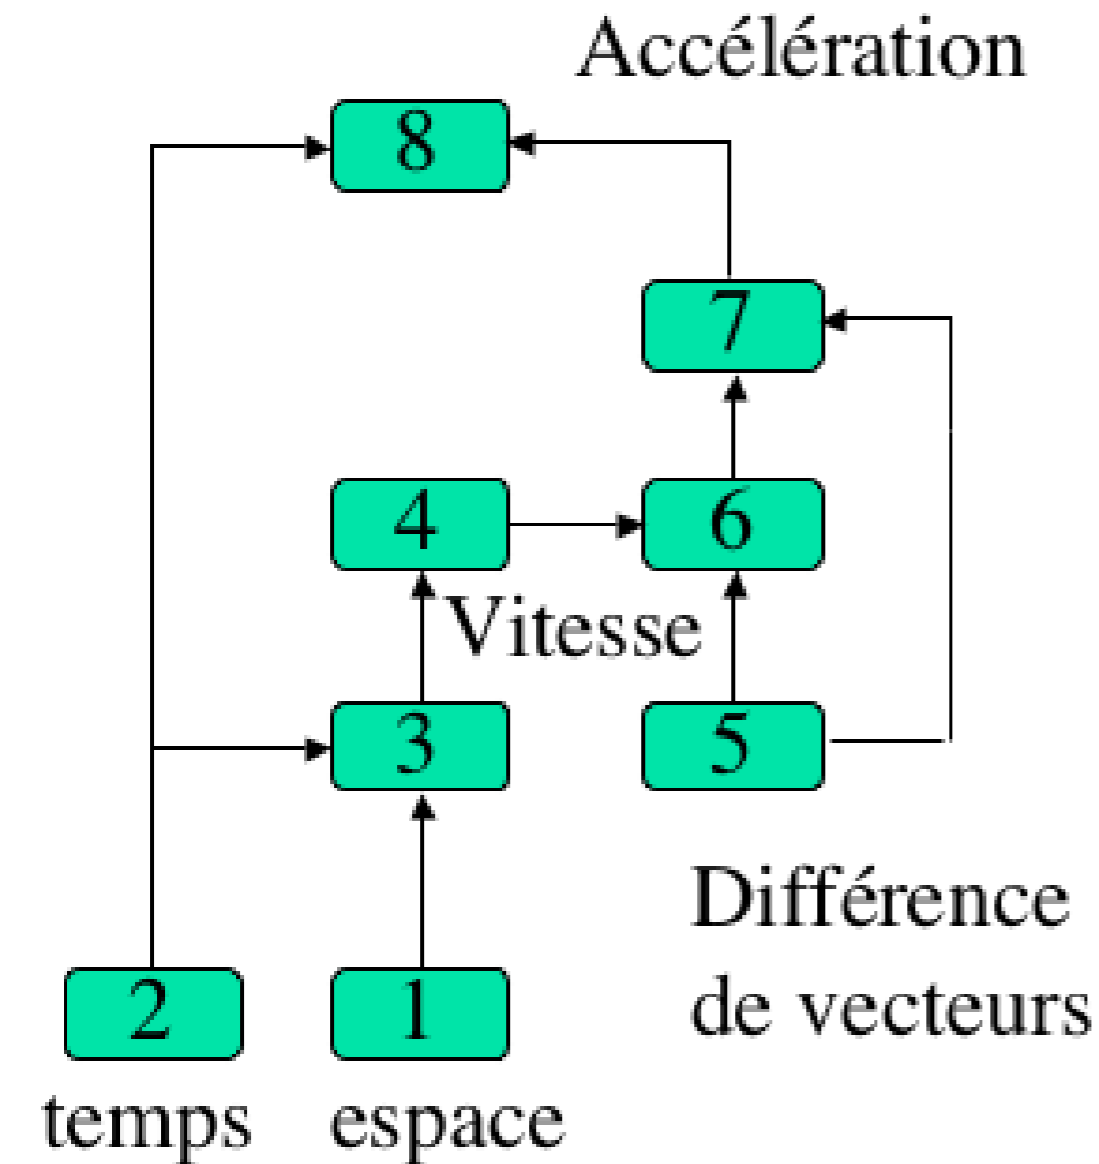 Accélération
8
7
4
6
Vitesse
3
5
Différence
de vecteurs
2
1
temps
espace